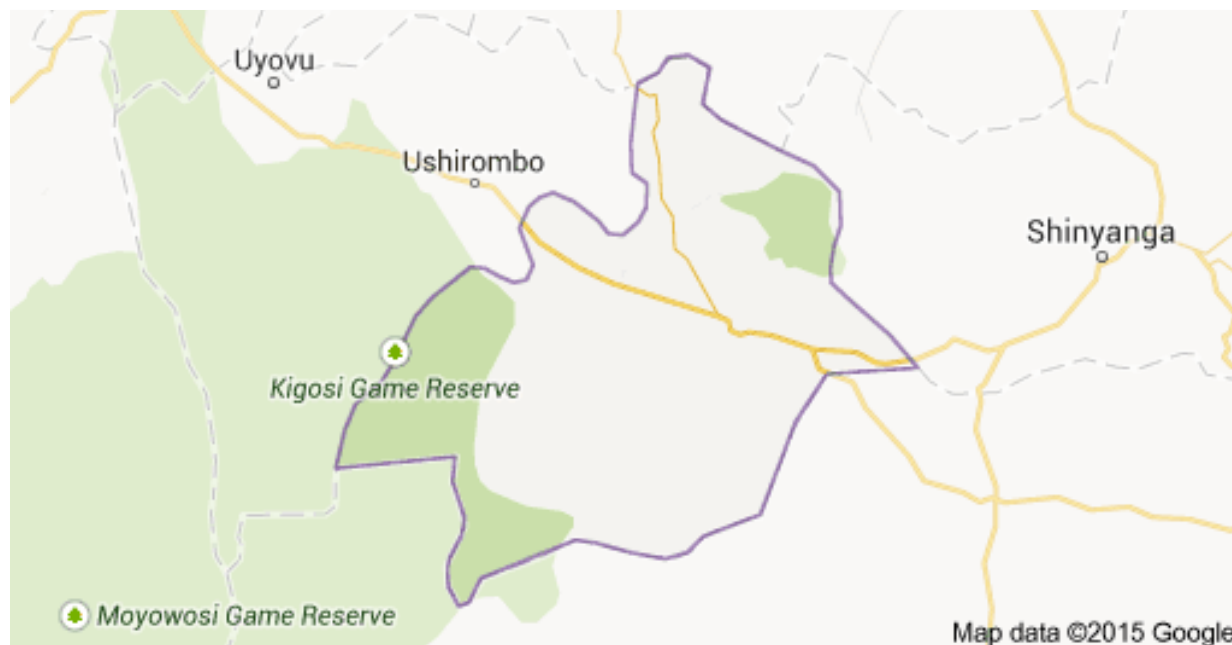 Uyovu
Ushirombo
Shinyanga
Kigosi Game Reserve
Moyowosi Game Reserve
Map data ©2015 Google